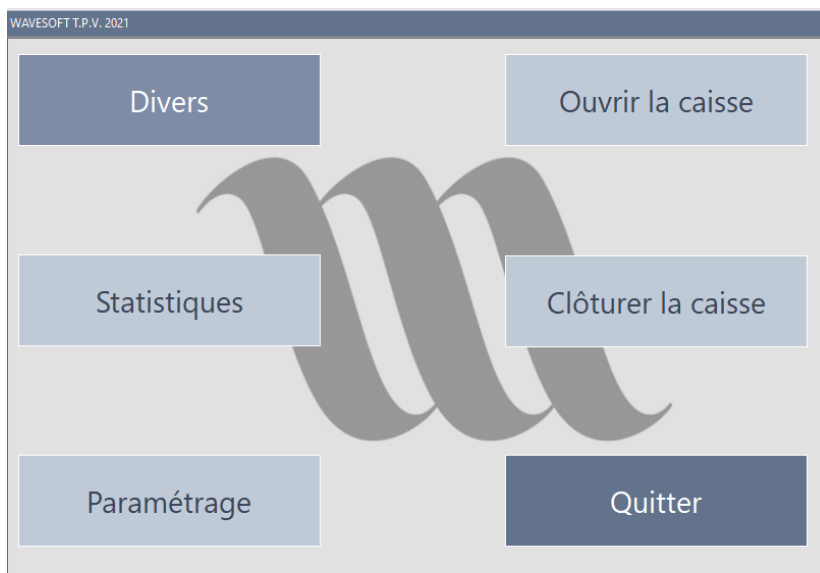 WAVESOFT T.P.V. 2021
Divers
Ouvrir la caisse
Statistiques
Clôturer la caisse
Paramétrage
Quitter